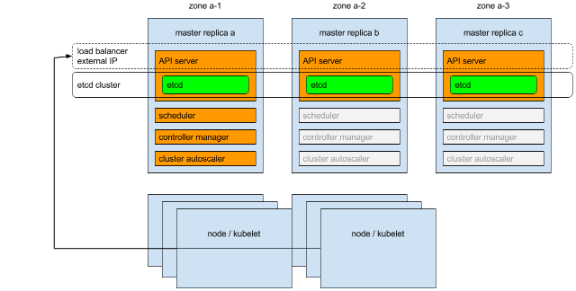 zone a-1
zone a-2
zone a-3
master replica a
master replica b
master replica c
load balancer
external IP
API server
API server
API server
etcd cluster
etcd
etcd
etcd
scheduler
scheduler
scheduler
controller manager
controller manager
controller manager
cluster autoscaler
cluster autoscaler
cluster autoscaler
node / kubelet
node / kubelet